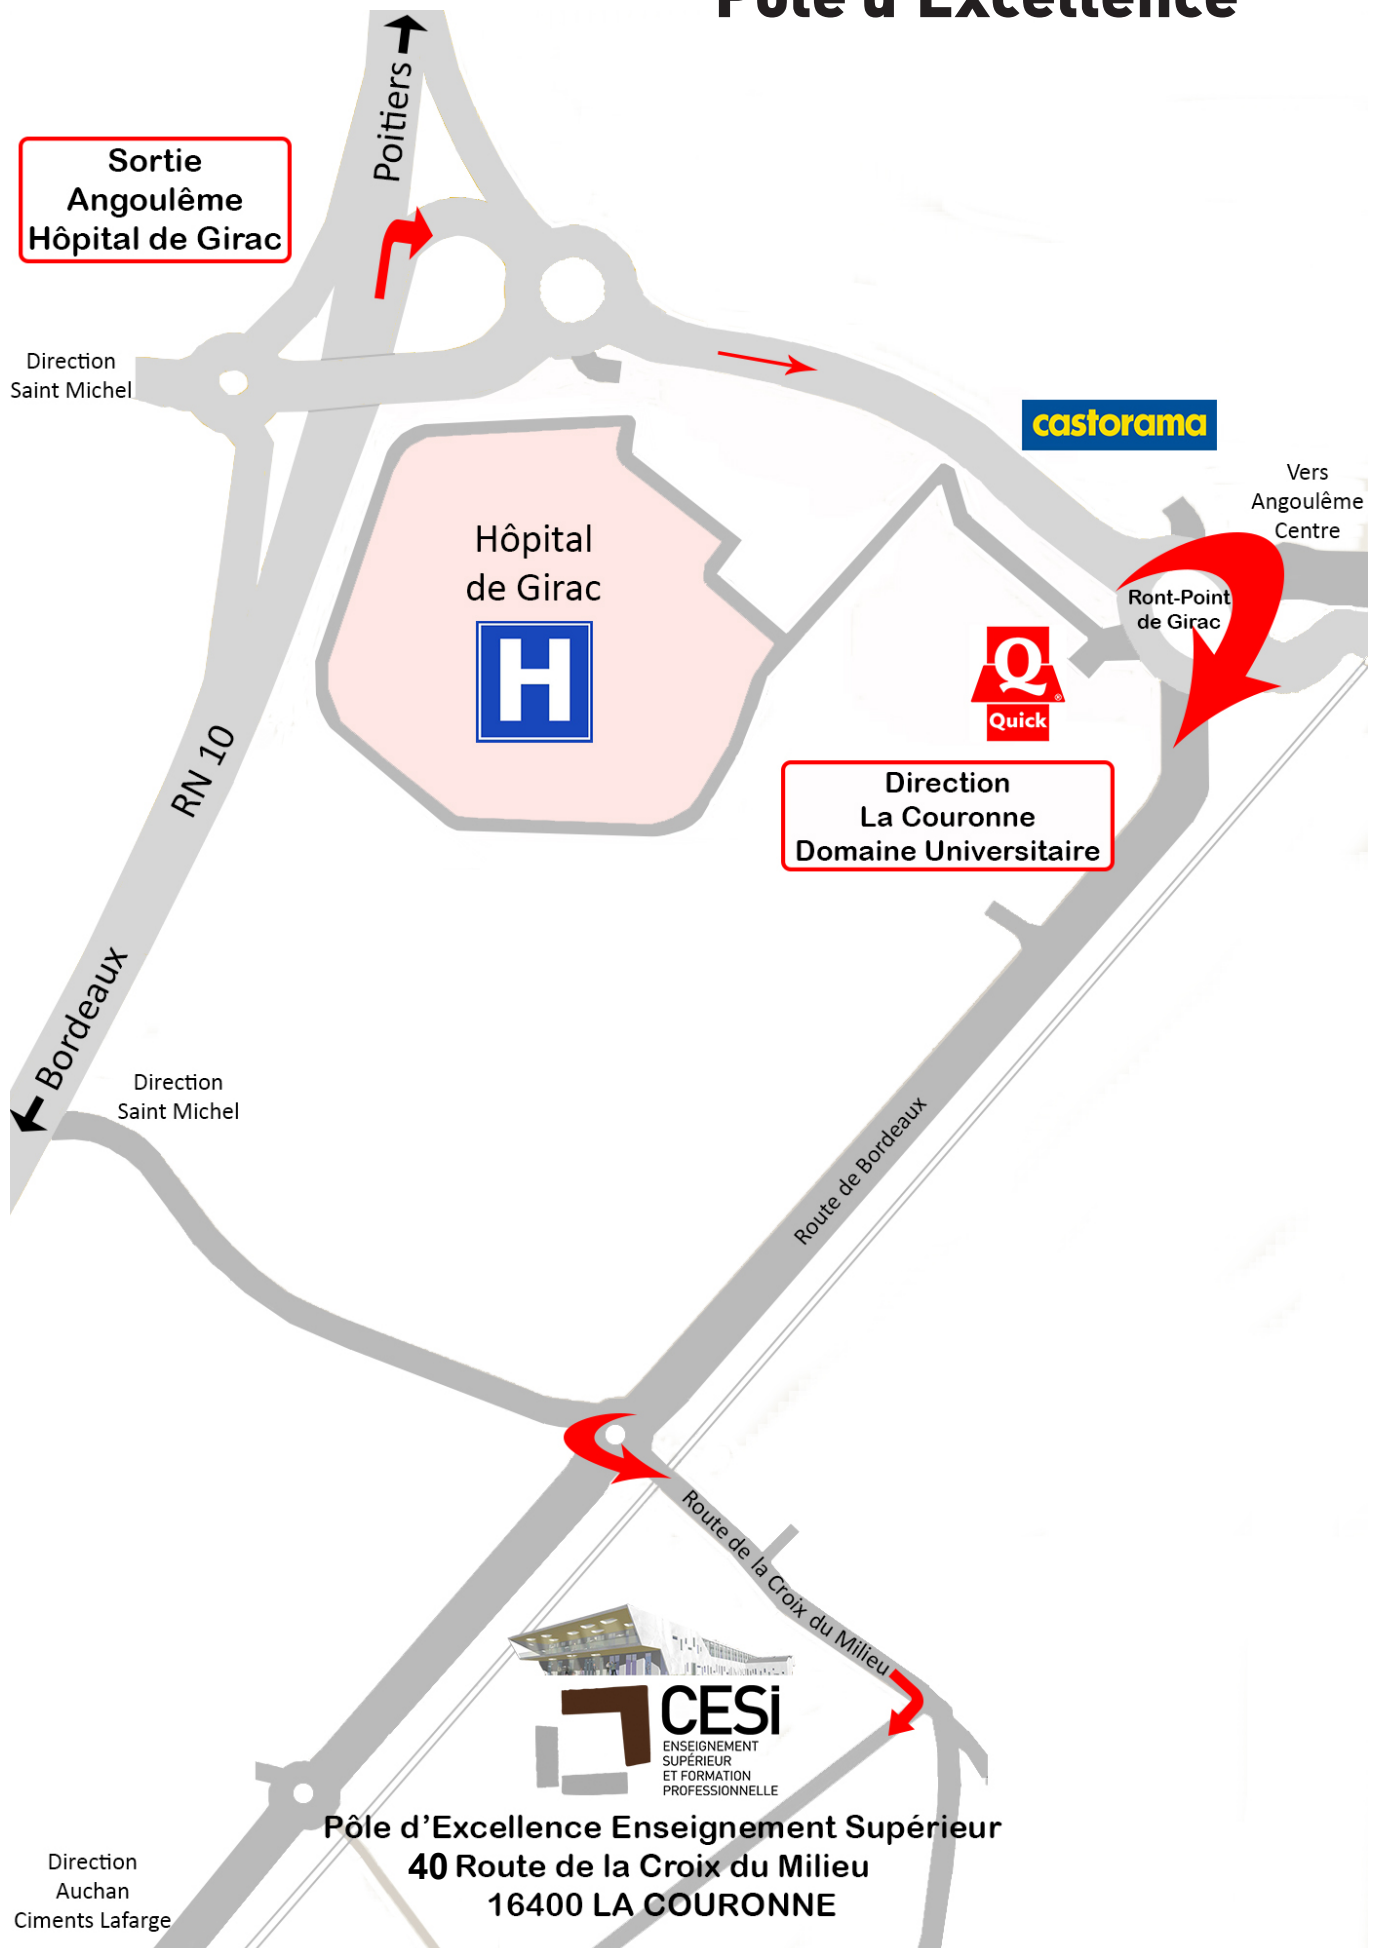 Pôle d'Excellence
Poitiers
Sortie
Angoulême
Hôpital de Girac
Direction
Saint Michel
castorama
Vers
Angoulême
Centre
Hôpital
de Girac
H
Ront-Point
de Girac
Q
®
Quick
RN 10
Direction
La Couronne
Domaine Universitaire
Bordeaux
Direction
Saint Michel
Route de Bordeaux
Route de la Croix du Milieu
CESi
ENSEIGNEMENT
SUPÉRIEUR
ET FORMATION
PROFESSIONNELLE
Pôle d’Excellence Enseignement Supérieur
40 Route de la Croix du Milieu
16400 LA COURONNE
Direction
Auchan
Ciments Lafarge